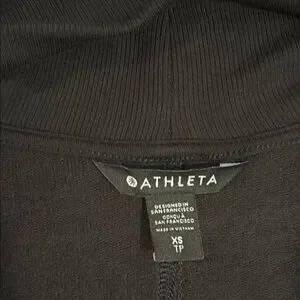 ATHLETA
DESIGNED IN
SAN FRANCISCO
CONÇU À
SAN FRANCISCO
MADE IN VIETNAM
XS
TP